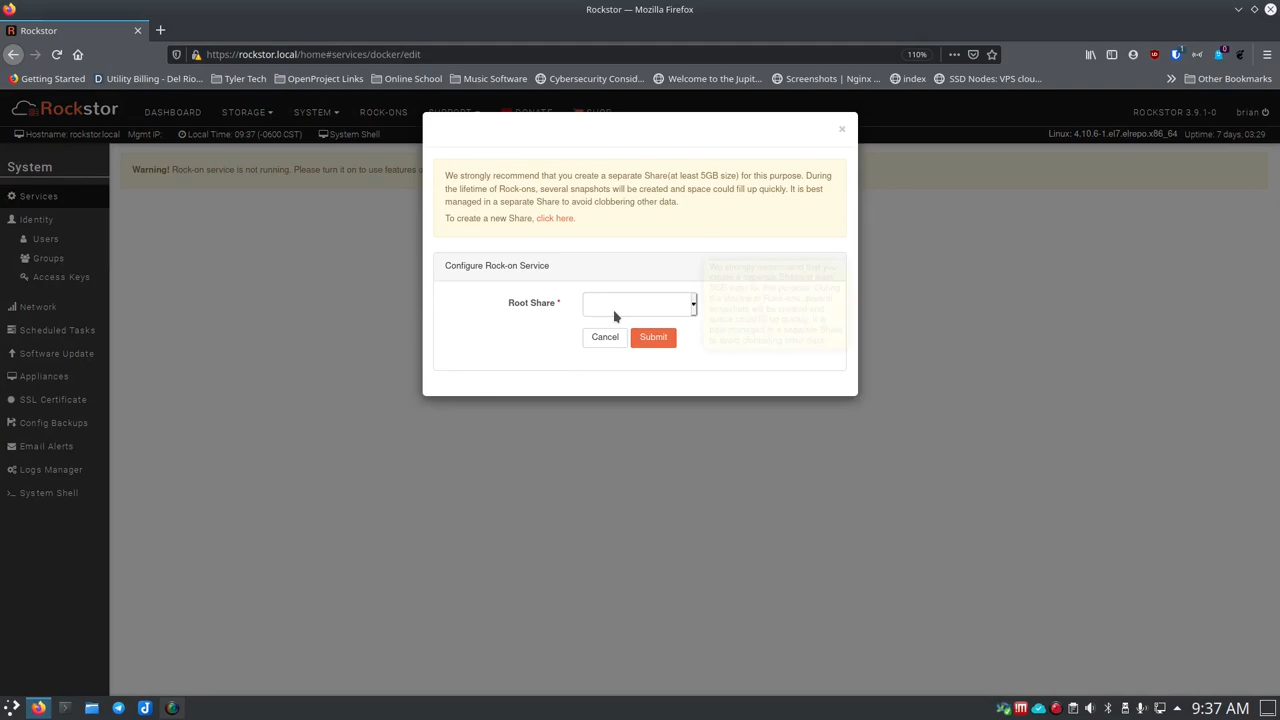 Rockstor — Mozilla Firefox
Rockstor
https://rockstor.local/home#services/docker/edit
110%
Getting Started
Utility Billing - Del Rio...
Tyler Tech
OpenProject Links
Online School
Music Software
Cybersecurity Consid...
Welcome to the Jupit...
Screenshots | Nginx ...
index
SSD Nodes: VPS clou...
Other Bookmarks
Rockstor
DASHBOARD
STORAGE
SYSTEM
ROCK-ONS
ROCKSTOR 3.9.1-0
brian
Hostname: rockstor.local
Mgmt IP:
Local Time: 09:37 (-0600 CST)
System Shell
Linux: 4.10.6-1.el7.elrepo.x86_64
Uptime: 7 days, 03:29
System
Services
Identity
Users
Groups
Access Keys
Network
Scheduled Tasks
Software Update
Appliances
SSL Certificate
Config Backups
Email Alerts
Logs Manager
System Shell
Warning! Rock-on service is not running. Please turn it on to use features
×
We strongly recommend that you create a separate Share(at least 5GB size) for this purpose. During
the lifetime of Rock-ons, several snapshots will be created and space could fill up quickly. It is best
managed in a separate Share to avoid clobbering other data.
To create a new Share, click here.
Configure Rock-on Service
Root Share *
Cancel
Submit
9:37 AM